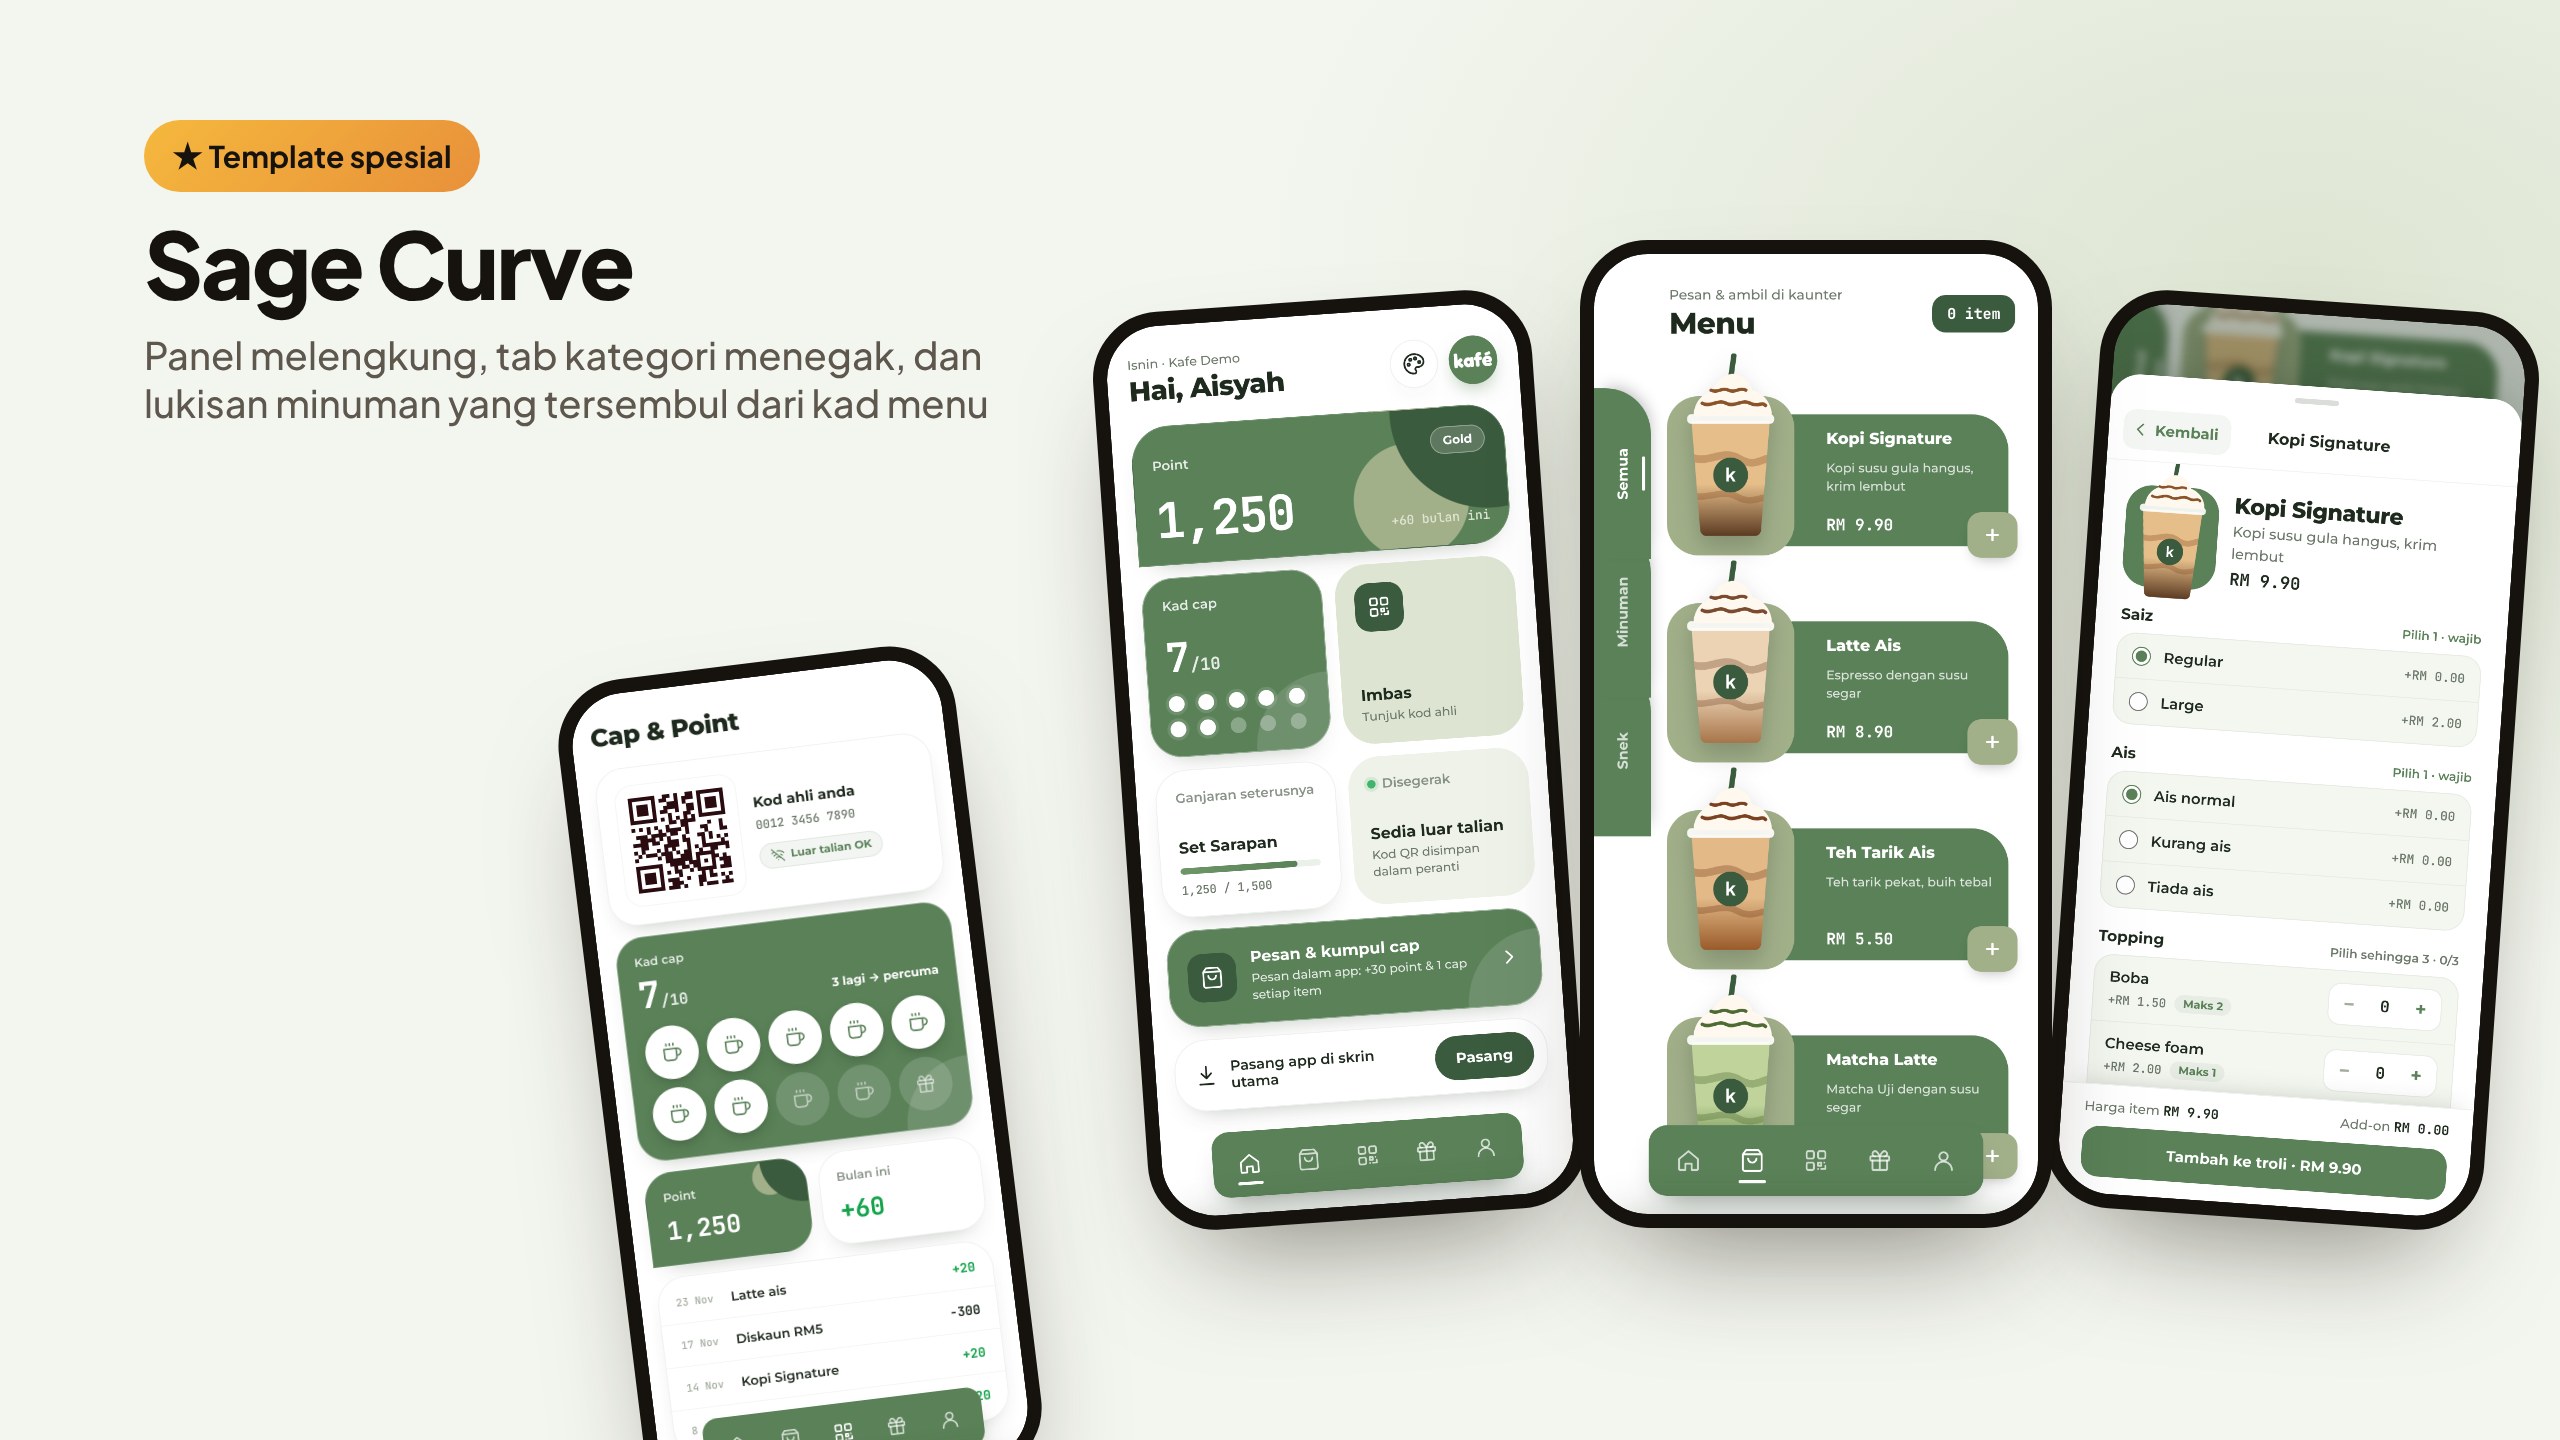 ★ Template spesial
Sage Curve
Panel melengkung, tab kategori menegak, dan
lukisan minuman yang tersembul dari kad menu
Cap & Point
Kod ahli anda
0012 3456 7890
Luar talian OK
Kad cap
7/10
3 lagi → percuma
Point
1,250
Bulan ini
+60
23 Nov Latte ais +20
17 Nov Diskaun RM5 -300
14 Nov Kopi Signature +20
8 20
Isnin · Kafe Demo
Hai, Aisyah
kafé
Point
Gold
1,250
+60 bulan ini
Kad cap
7/10
Imbas
Tunjuk kod ahli
Ganjaran seterusnya
Set Sarapan
1,250 / 1,500
Disegerak
Sedia luar talian
Kod QR disimpan
dalam peranti
Pesan & kumpul cap
Pesan dalam app: +30 point & 1 cap
setiap item
Pasang app di skrin
utama
Pasang
Pesan & ambil di kaunter
Menu
0 item
Semua
Minuman
Snek
Kopi Signature
Kopi susu gula hangus,
krim lembut
RM 9.90
+
k
Latte Ais
Espresso dengan susu
segar
RM 8.90
+
k
Teh Tarik Ais
Teh tarik pekat, buih tebal
RM 5.50
+
k
Matcha Latte
Matcha Uji dengan susu
segar
+
k
Kopi Signature
Kembali
Kopi Signature
k
Kopi Signature
Kopi susu gula hangus, krim
lembut
RM 9.90
Saiz
Pilih 1 · wajib
Regular +RM 0.00
Large +RM 2.00
Ais
Pilih 1 · wajib
Ais normal +RM 0.00
Kurang ais +RM 0.00
Tiada ais +RM 0.00
Topping
Pilih sehingga 3 · 0/3
Boba
+RM 1.50 Maks 2
− 0 +
Cheese foam
+RM 2.00 Maks 1
− 0 +
Harga item RM 9.90
Add-on RM 0.00
Tambah ke troli · RM 9.90